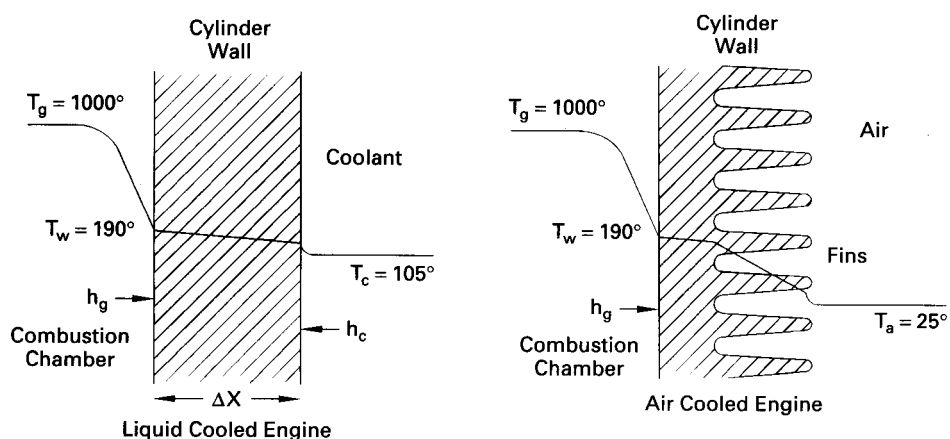 Cylinder
Wall
T_g = 1000°
Coolant
T_w = 190°
T_c = 105°
h_g
h_c
Combustion
Chamber
ΔX
Liquid Cooled Engine
Cylinder
Wall
T_g = 1000°
Air
T_w = 190°
Fins
h_g
T_a = 25°
Combustion
Chamber
Air Cooled Engine